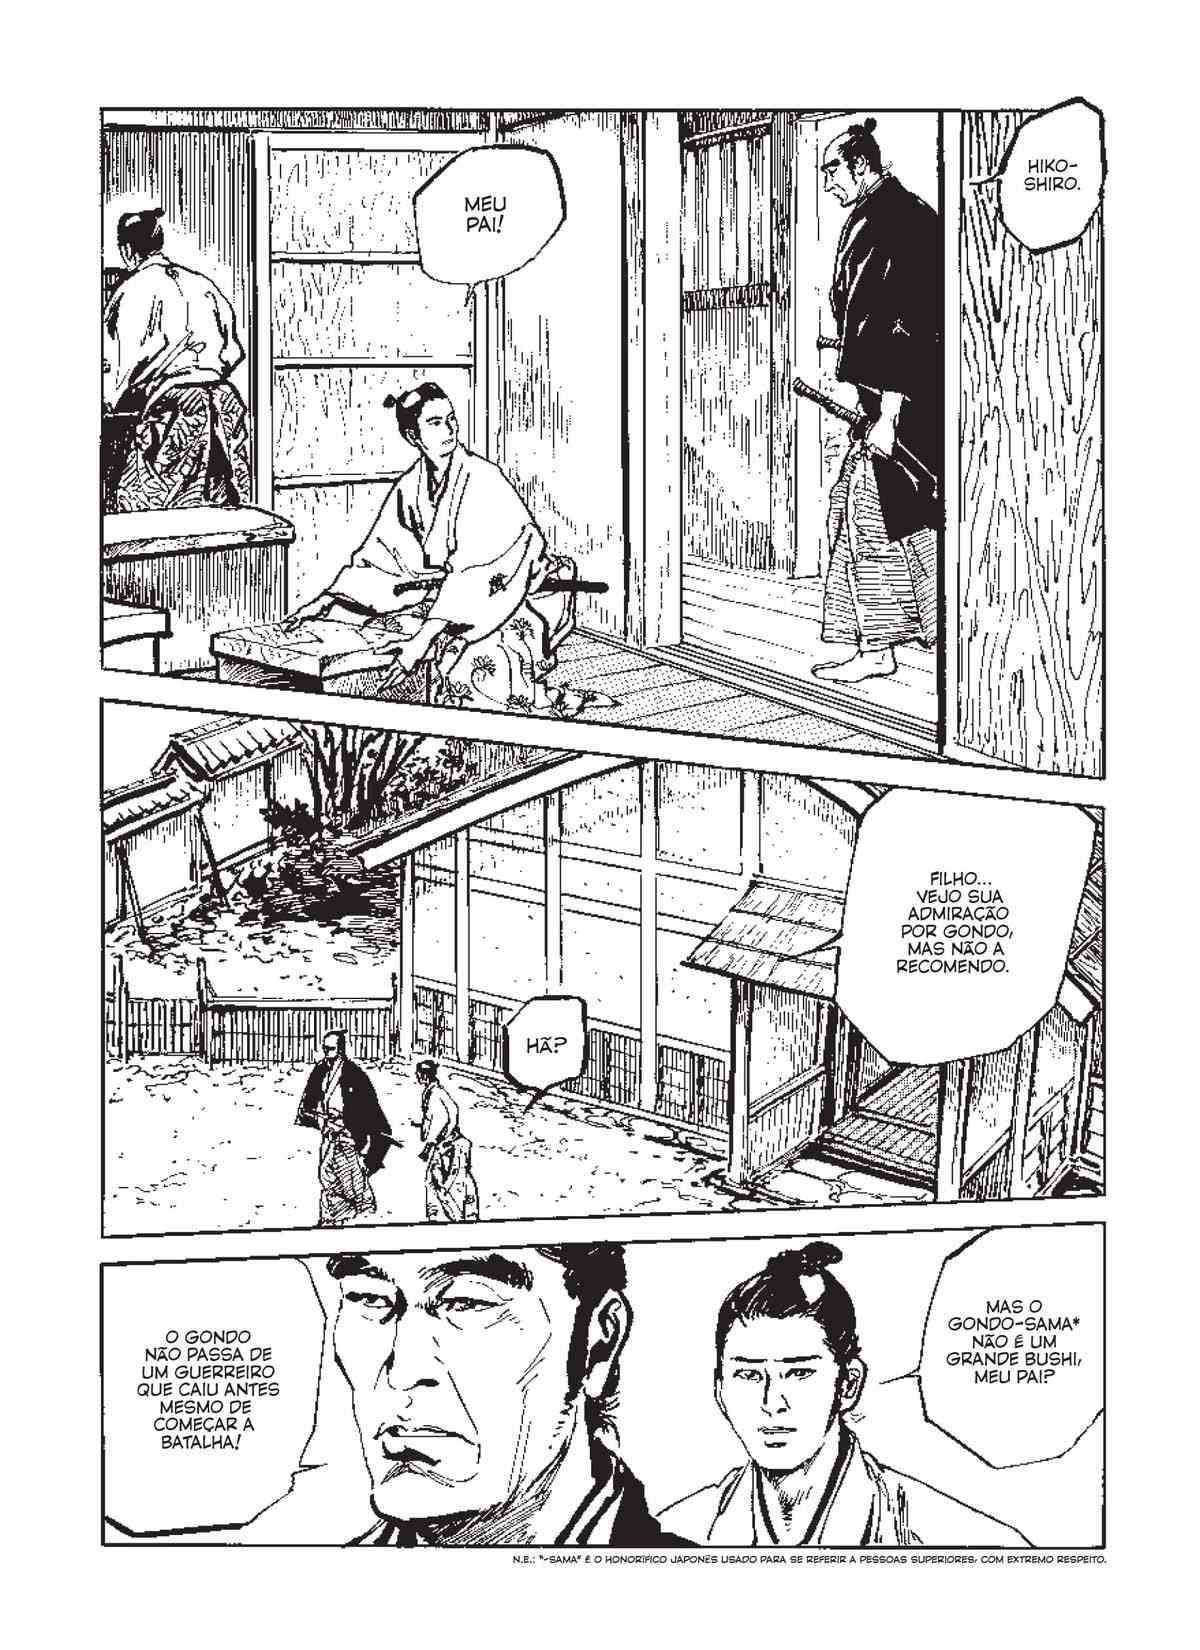 HIKO-
SHIRO.
MEU
PAI!
FILHO...
VEJO SUA
ADMIRAÇÃO
POR GONDO,
MAS NÃO A
RECOMENDO.
HÃ?
MAS O
GONDO-SAMA*
NÃO É UM
GRANDE BUSHI,
MEU PAI?
O GONDO
NÃO PASSA DE
UM GUERREIRO
QUE CAIU ANTES
MESMO DE
COMEÇAR A
BATALHA!
N.E.: "-SAMA" É O HONORÍFICO JAPONÊS USADO PARA SE REFERIR A PESSOAS SUPERIORES, COM EXTREMO RESPEITO.